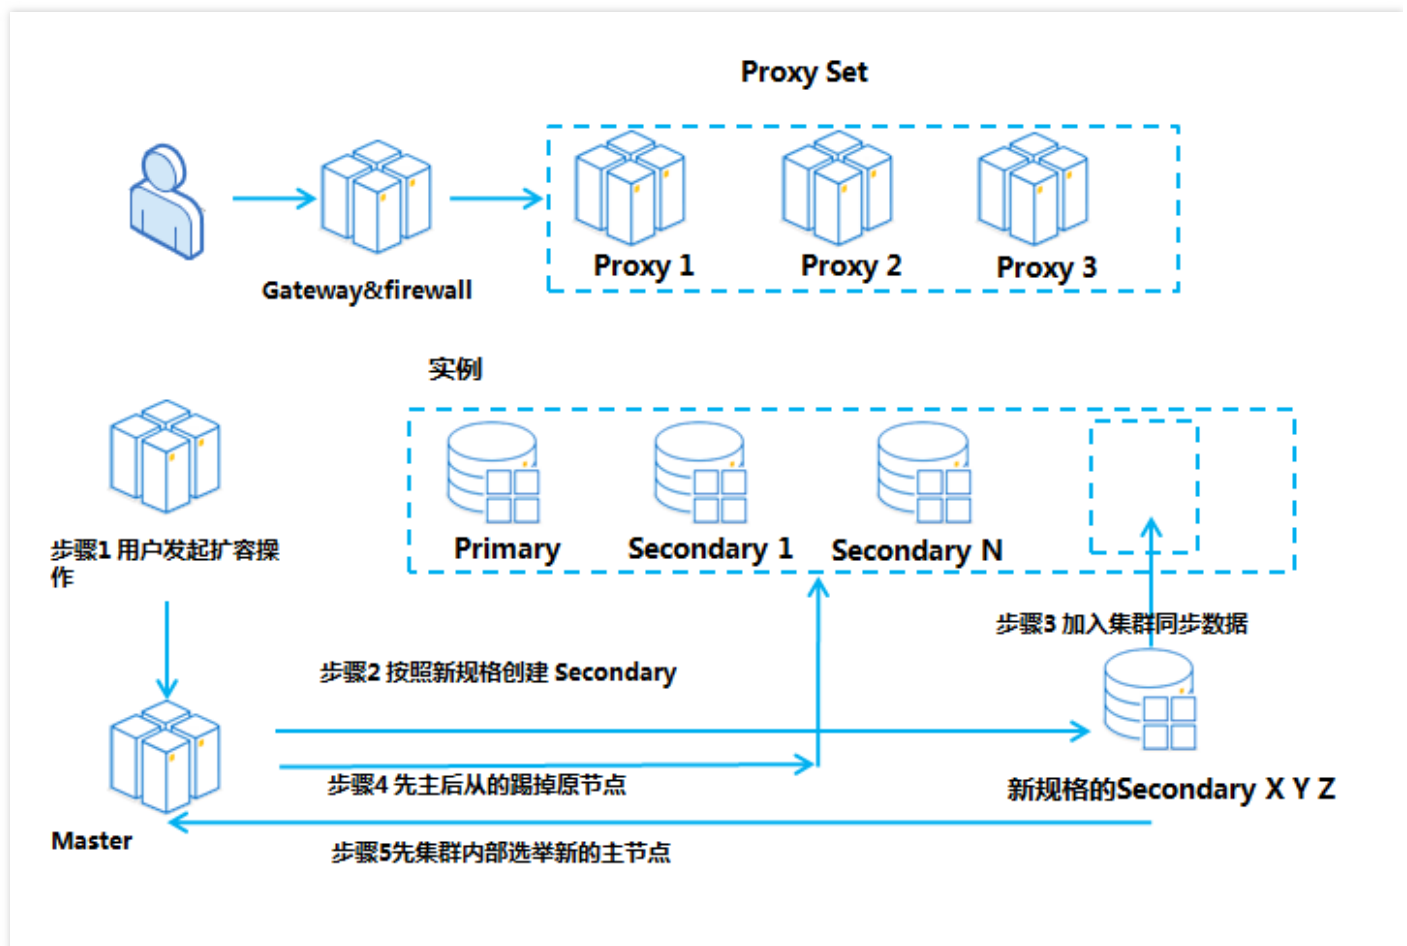 Proxy Set
Proxy 1
Proxy 2
Proxy 3
Gateway&firewall
实例
Primary
Secondary 1
Secondary N
步骤1 用户发起扩容操
作
步骤3 加入集群同步数据
步骤2 按照新规格创建 Secondary
步骤4 先主后从的踢掉原节点
新规格的Secondary X Y Z
Master
步骤5先集群内部选举新的主节点